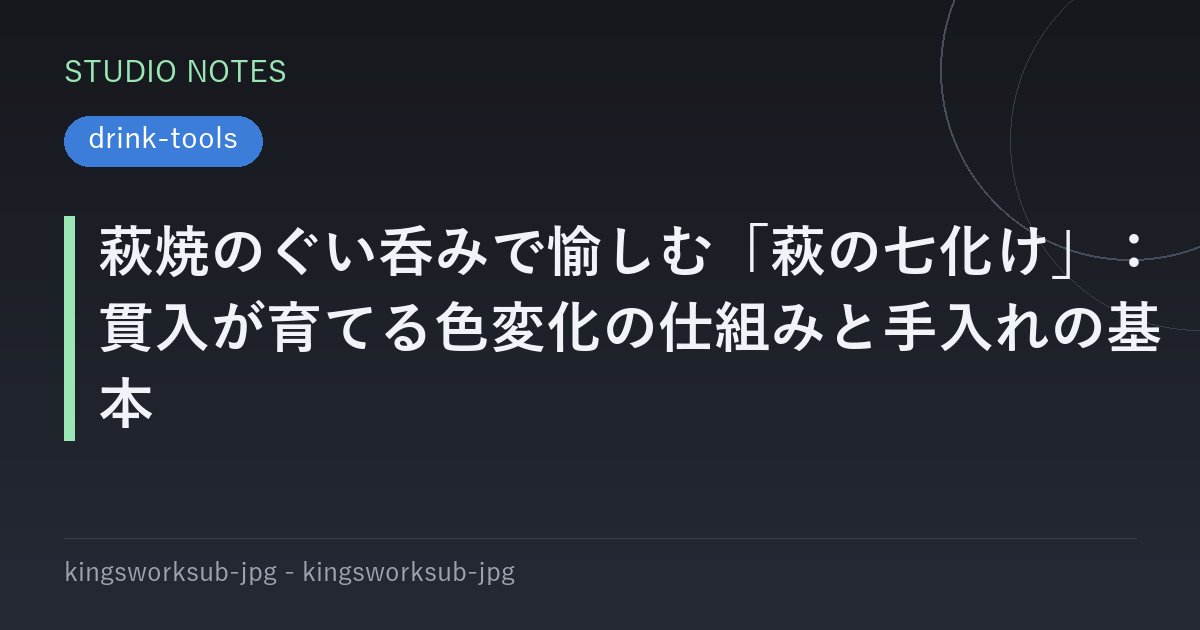 STUDIO NOTES
drink-tools
萩焼のぐい呑みで愉しむ「萩の七化け」：
貫入が育てる色変化の仕組みと手入れの基
本
kingsworksub-jpg - kingsworksub-jpg